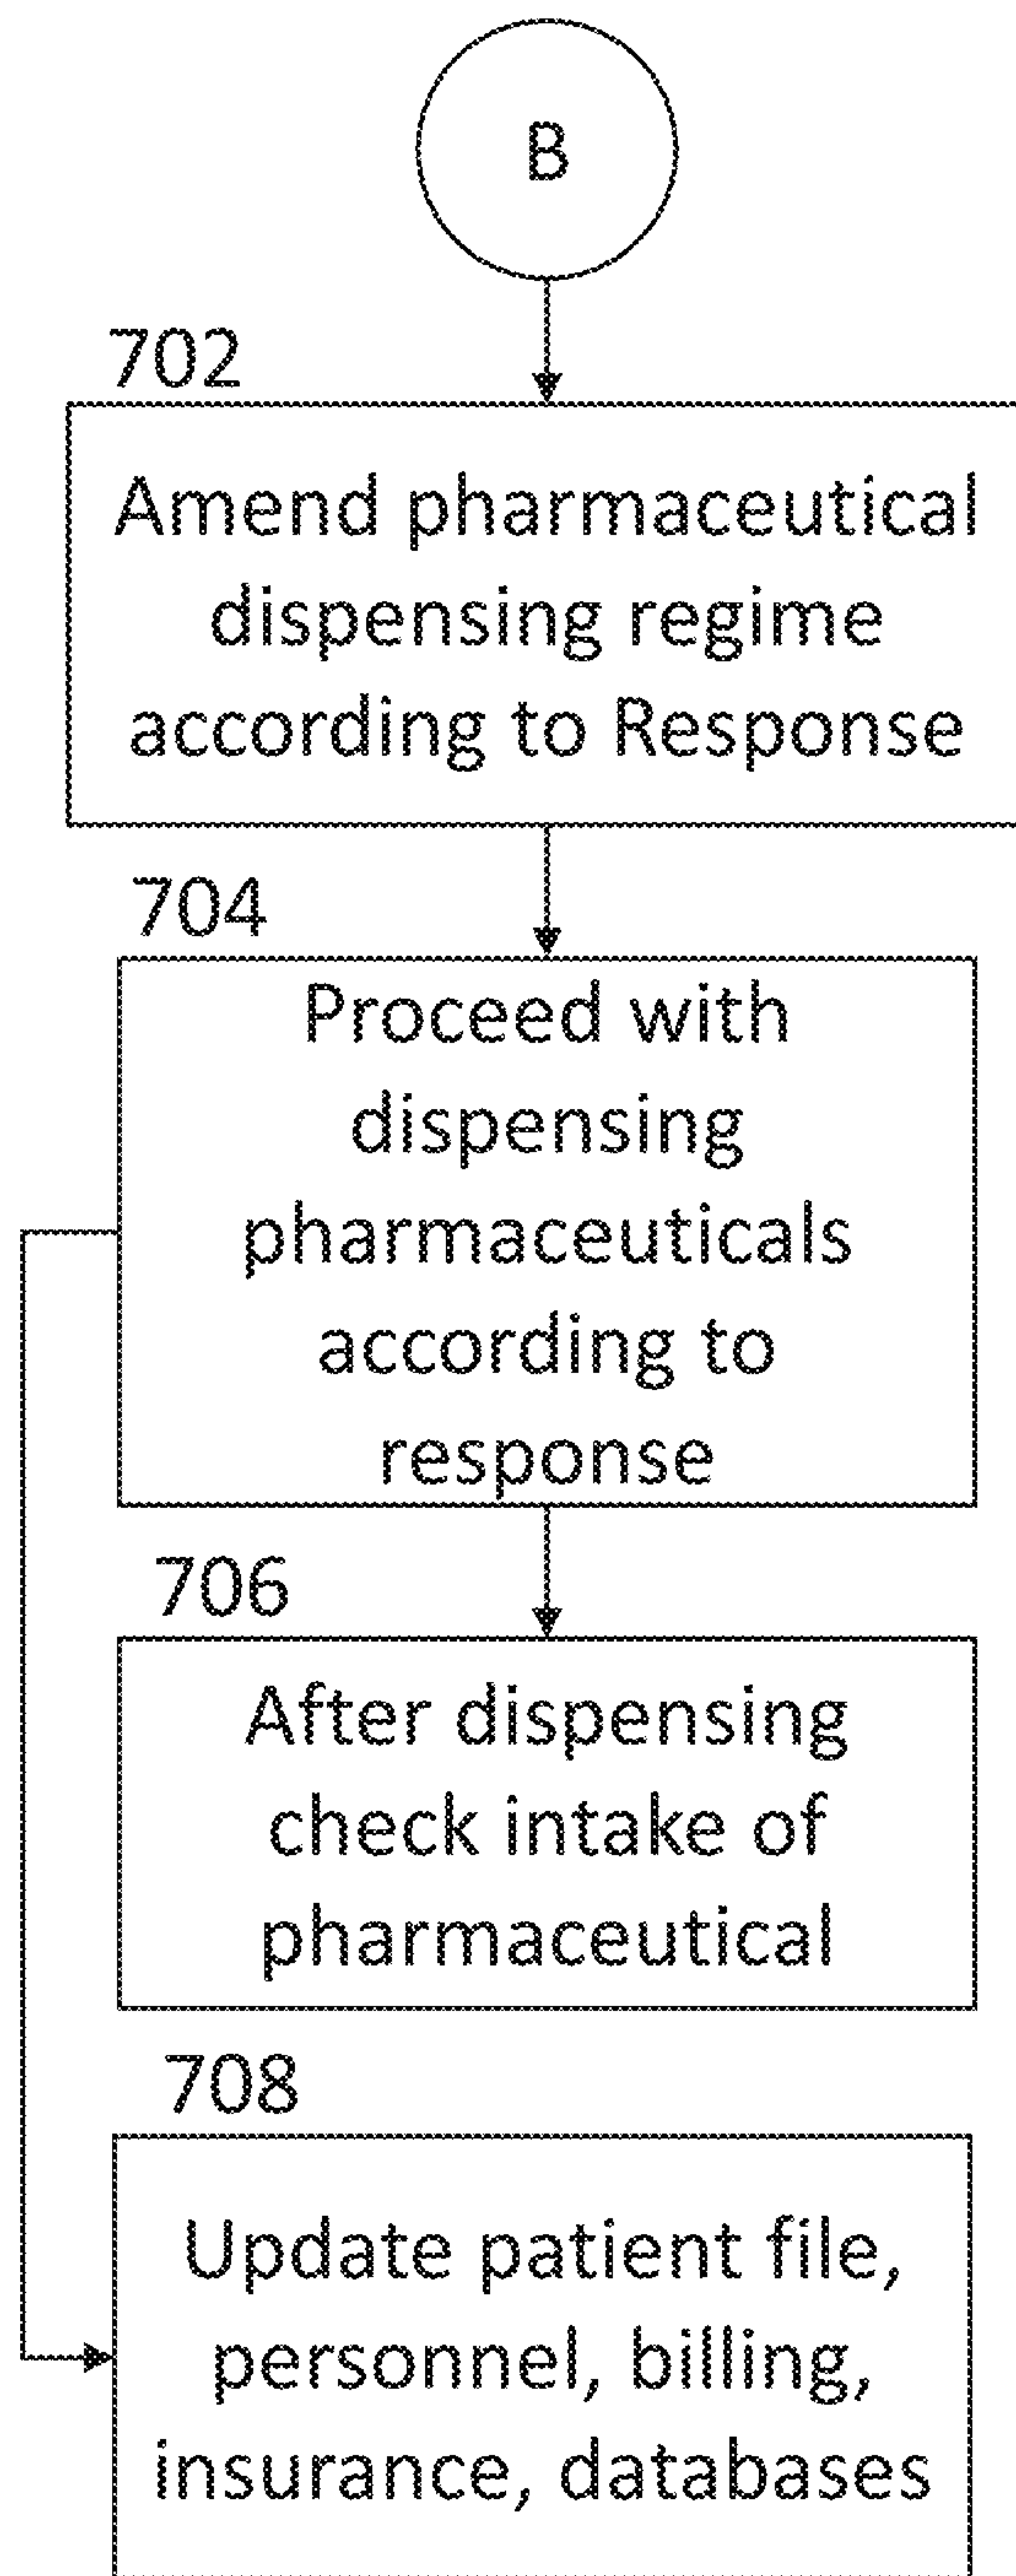 B
702
Amend pharmaceutical
dispensing regime
according to Response
704
Proceed with
dispensing
pharmaceuticals
according to
response
706
After dispensing
check intake of
pharmaceutical
708
Update patient file,
personnel, billing,
insurance, databases